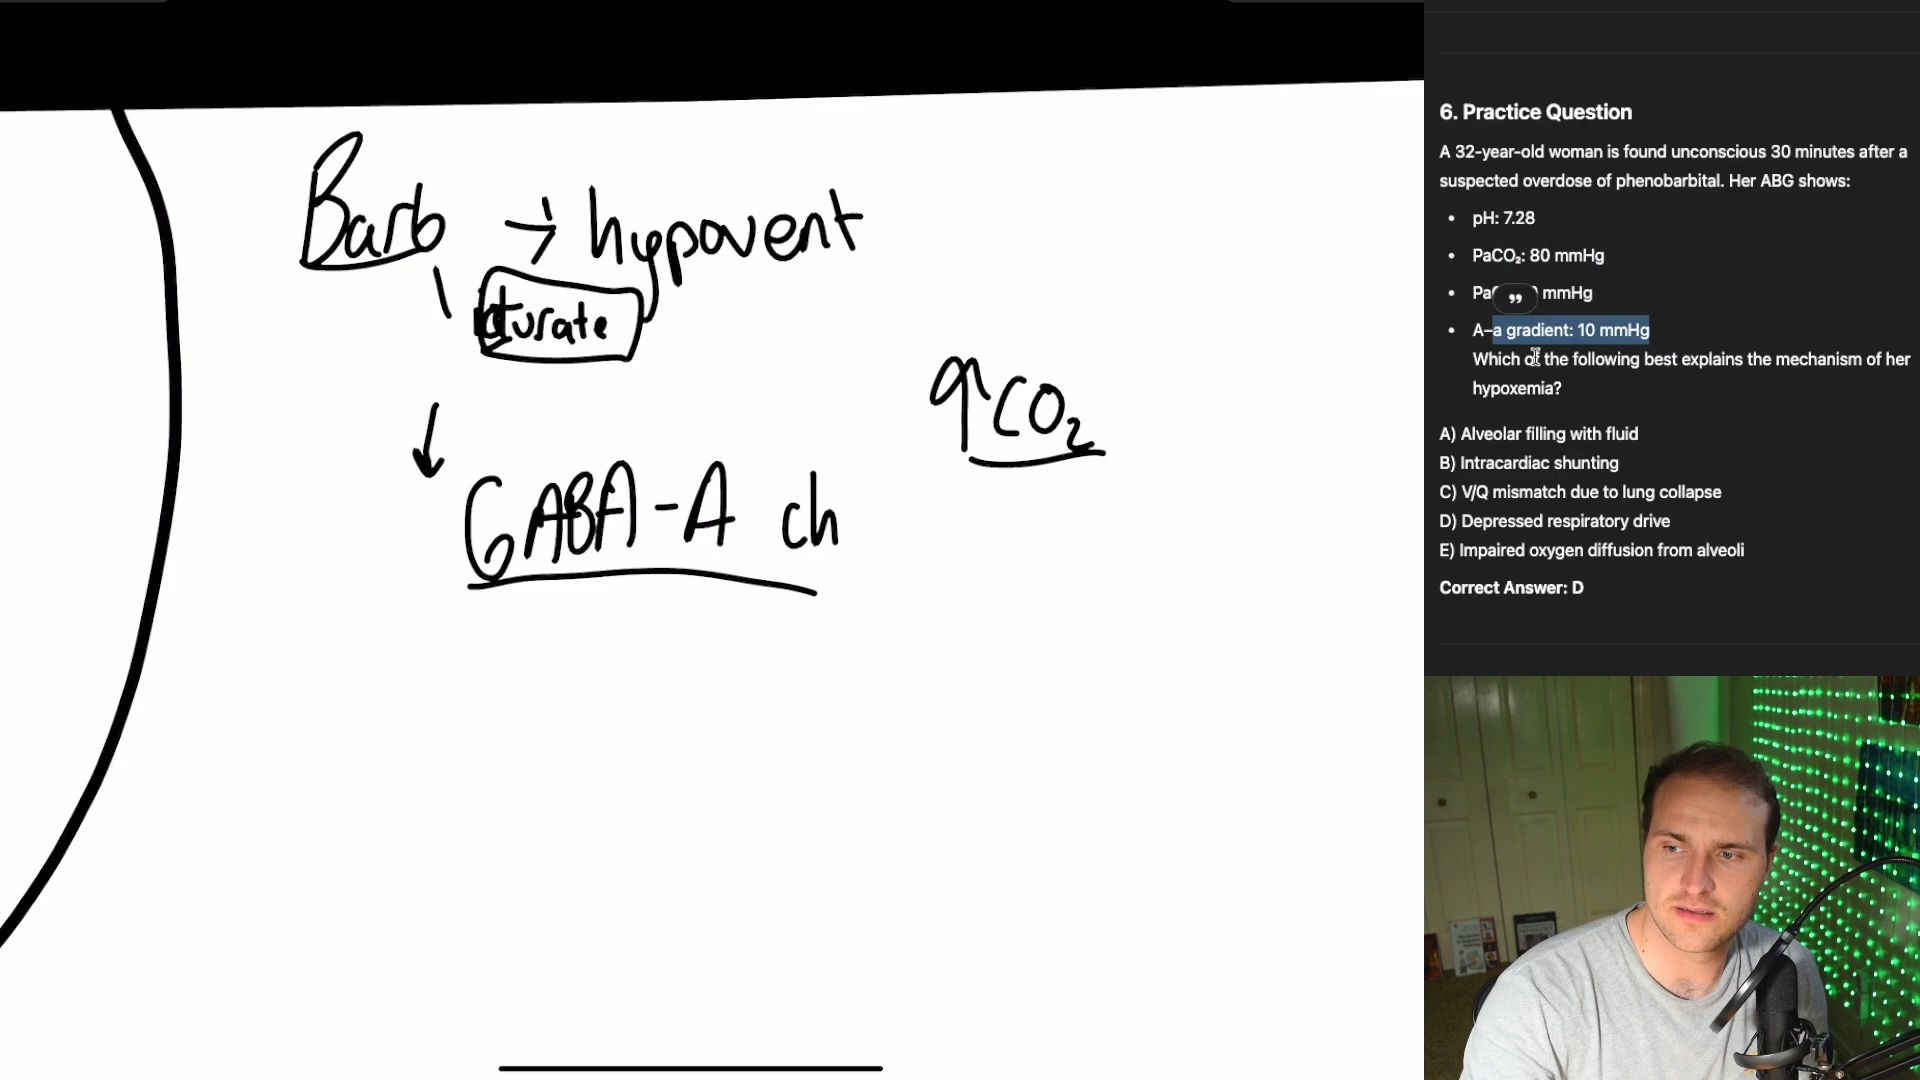 Barb → hypovent
iturate
↓
GABA-A ch
↑CO₂
6. Practice Question
A 32-year-old woman is found unconscious 30 minutes after a
suspected overdose of phenobarbital. Her ABG shows:
• pH: 7.28
• PaCO₂: 80 mmHg
• mmHg
• A–a gradient: 10 mmHg
Which of the following best explains the mechanism of her
hypoxemia?
A) Alveolar filling with fluid
B) Intracardiac shunting
C) V/Q mismatch due to lung collapse
D) Depressed respiratory drive
E) Impaired oxygen diffusion from alveoli
Correct Answer: D